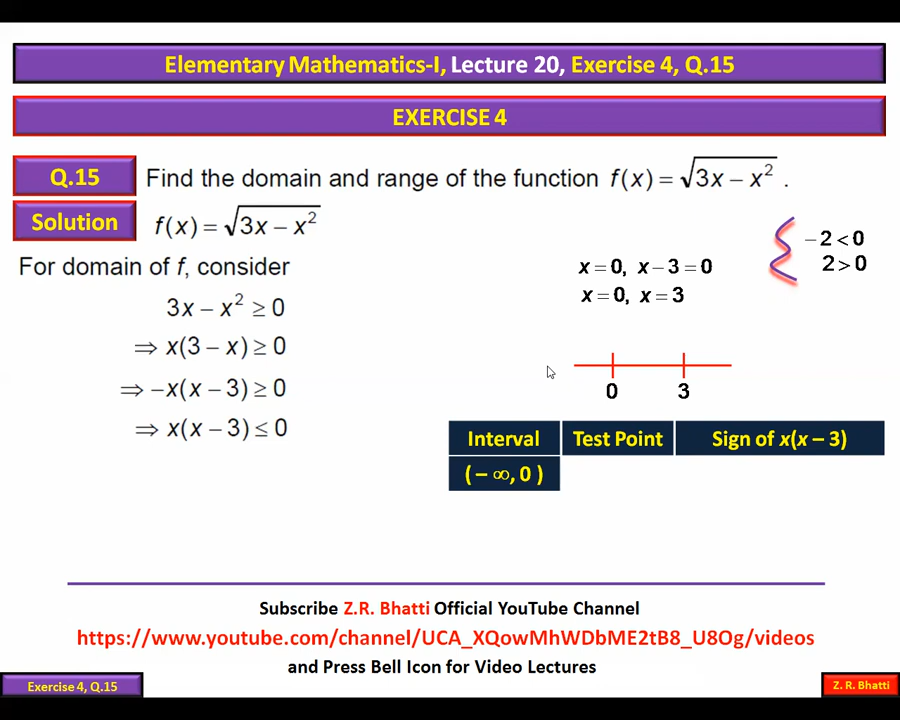 Elementary Mathematics-I, Lecture 20, Exercise 4, Q.15
EXERCISE 4
Q.15 Find the domain and range of the function f(x) = √(3x − x²) .
Solution f(x) = √(3x − x²)
For domain of f, consider
3x − x² ≥ 0
⇒ x(3 − x) ≥ 0
⇒ −x(x − 3) ≥ 0
⇒ x(x − 3) ≤ 0
x = 0, x − 3 = 0
x = 0, x = 3
−2 < 0
2 > 0
0 3
Interval Test Point Sign of x(x – 3)
(− ∞, 0 )
Subscribe Z.R. Bhatti Official YouTube Channel
https://www.youtube.com/channel/UCA_XQowMhWDbME2tB8_U8Og/videos
and Press Bell Icon for Video Lectures
Exercise 4, Q.15
Z. R. Bhatti